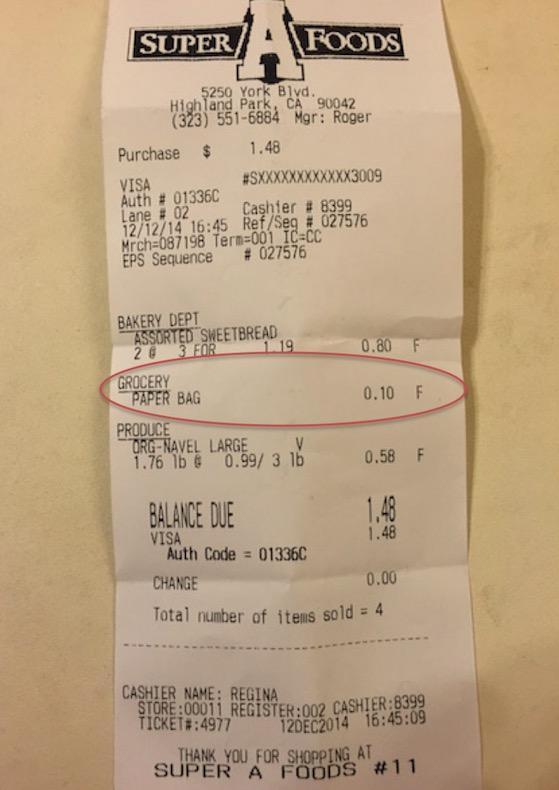 SUPER A FOODS
5250 York Blvd.
Highland Park, CA 90042
(323) 551-6884 Mgr: Roger
Purchase $ 1.48
VISA #SXXXXXXXXXXXX3009
Auth # 01336C
Lane # 02 Cashier # 8399
12/12/14 16:45 Ref/Seq # 027576
Mrch=087198 Term=001 IC=CC
EPS Sequence # 027576
BAKERY DEPT
ASSORTED SWEETBREAD
2 @ 3 FOR 1.19 0.80 F
GROCERY
PAPER BAG 0.10 F
PRODUCE
ORG-NAVEL LARGE V
1.76 lb @ 0.99/ 3 lb 0.58 F
BALANCE DUE 1.48
VISA 1.48
Auth Code = 01336C
CHANGE 0.00
Total number of items sold = 4
CASHIER NAME: REGINA
STORE:00011 REGISTER:002 CASHIER:8399
TICKET#:4977 12DEC2014 16:45:09
THANK YOU FOR SHOPPING AT
SUPER A FOODS #11